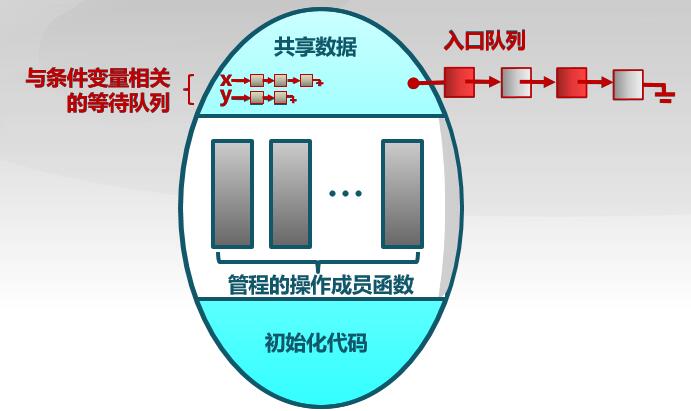 共享数据
入口队列
与条件变量相关
的等待队列
x
y
...
管程的操作成员函数
初始化代码